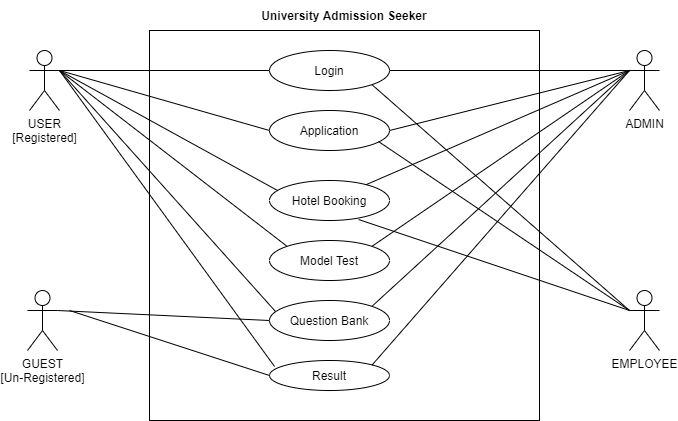 University Admission Seeker
Login
USER
[Registered]
ADMIN
Application
Hotel Booking
Model Test
Question Bank
GUEST
[Un-Registered]
EMPLOYEE
Result